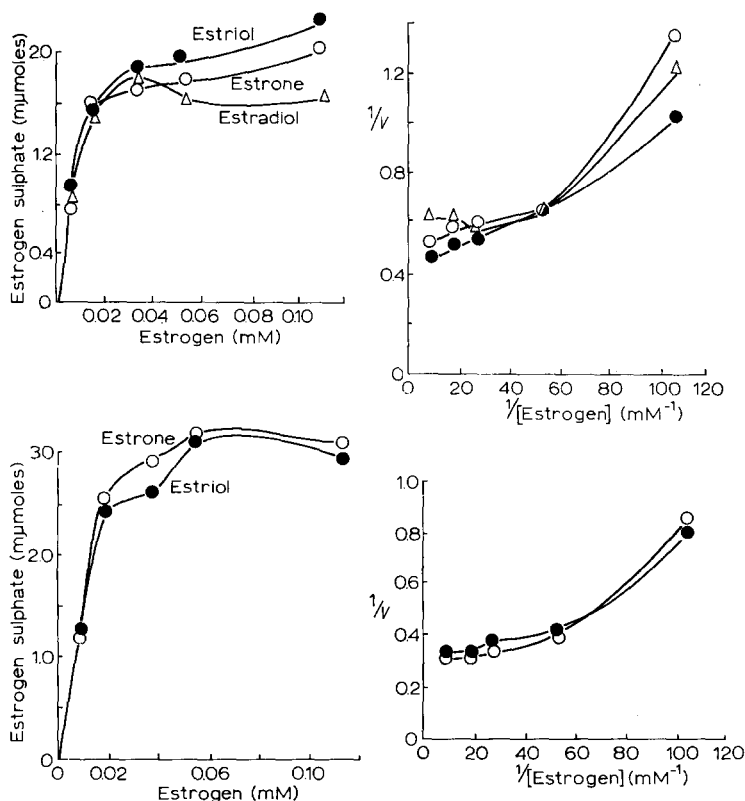 Estrogen sulphate (mμmoles)
20
12
0.4
0
Estriol
Estrone
Estradiol
0.02 0.04 0.06 0.08 0.10
Estrogen (mM)
1/v
1.2
0.8
0.4
0
0 20 40 60 80 100 120
1/[Estrogen] (mM⁻¹)
Estrogen sulphate (mμmoles)
30
20
1.0
0
Estrone
Estriol
0 0.02 0.06 0.10
Estrogen (mM)
1/v
1.0
0.8
0.6
0.4
0.2
0
0 20 40 60 80 100 120
1/[Estrogen] (mM⁻¹)